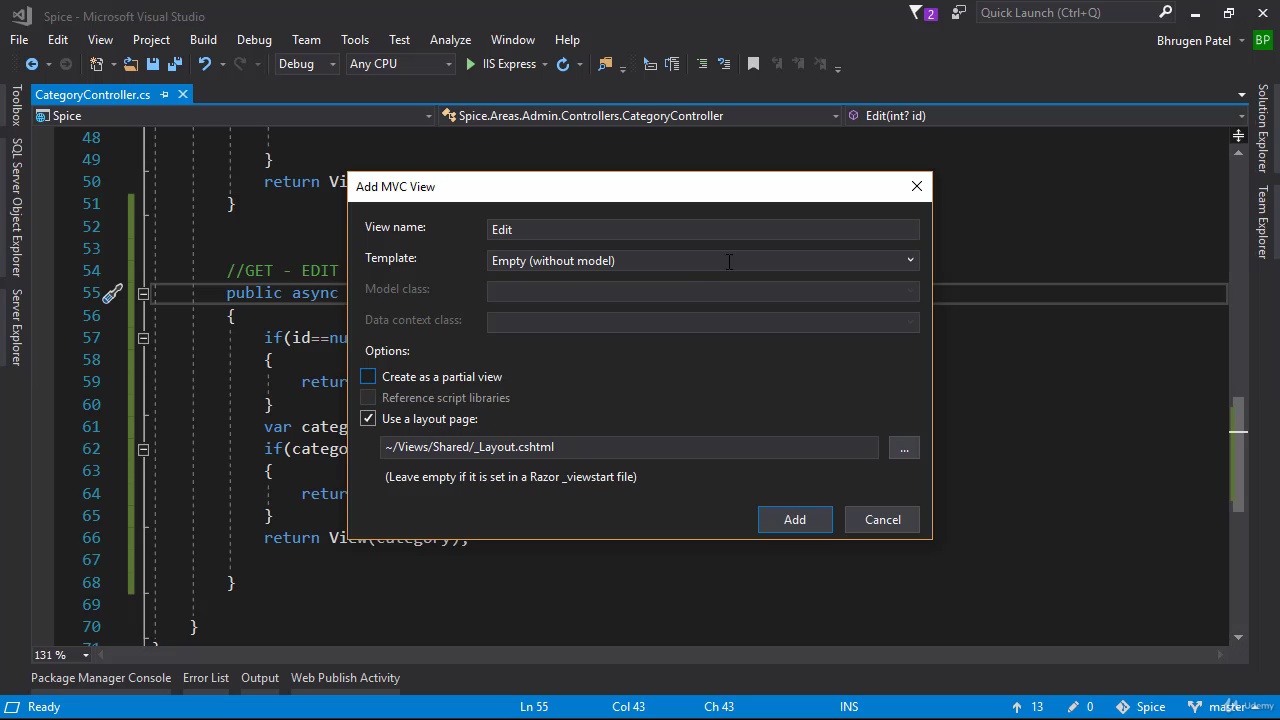 Spice - Microsoft Visual Studio
2
Quick Launch (Ctrl+Q)
File Edit View Project Build Debug Team Tools Test Analyze Window Help
Bhrugen Patel BP
Debug Any CPU IIS Express
CategoryController.cs
Spice Spice.Areas.Admin.Controllers.CategoryController Edit(int? id)
Toolbox
SQL Server Object Explorer
Server Explorer
Solution Explorer
Team Explorer
48
49 }
50 return Vi
51 }
52
53
54 //GET - EDIT
55 public async
56 {
57 if(id==nu
58 {
59 retur
60 }
61 var categ
62 if(catego
63 {
64 retur
65 }
66 return View(category);
67
68 }
69
70 }
71
Add MVC View
View name: Edit
Template: Empty (without model)
Model class:
Data context class:
Options:
Create as a partial view
Reference script libraries
Use a layout page:
~/Views/Shared/_Layout.cshtml ...
(Leave empty if it is set in a Razor _viewstart file)
Add Cancel
131 %
Package Manager Console Error List Output Web Publish Activity
Ready Ln 55 Col 43 Ch 43 INS 13 0 Spice master
Udemy